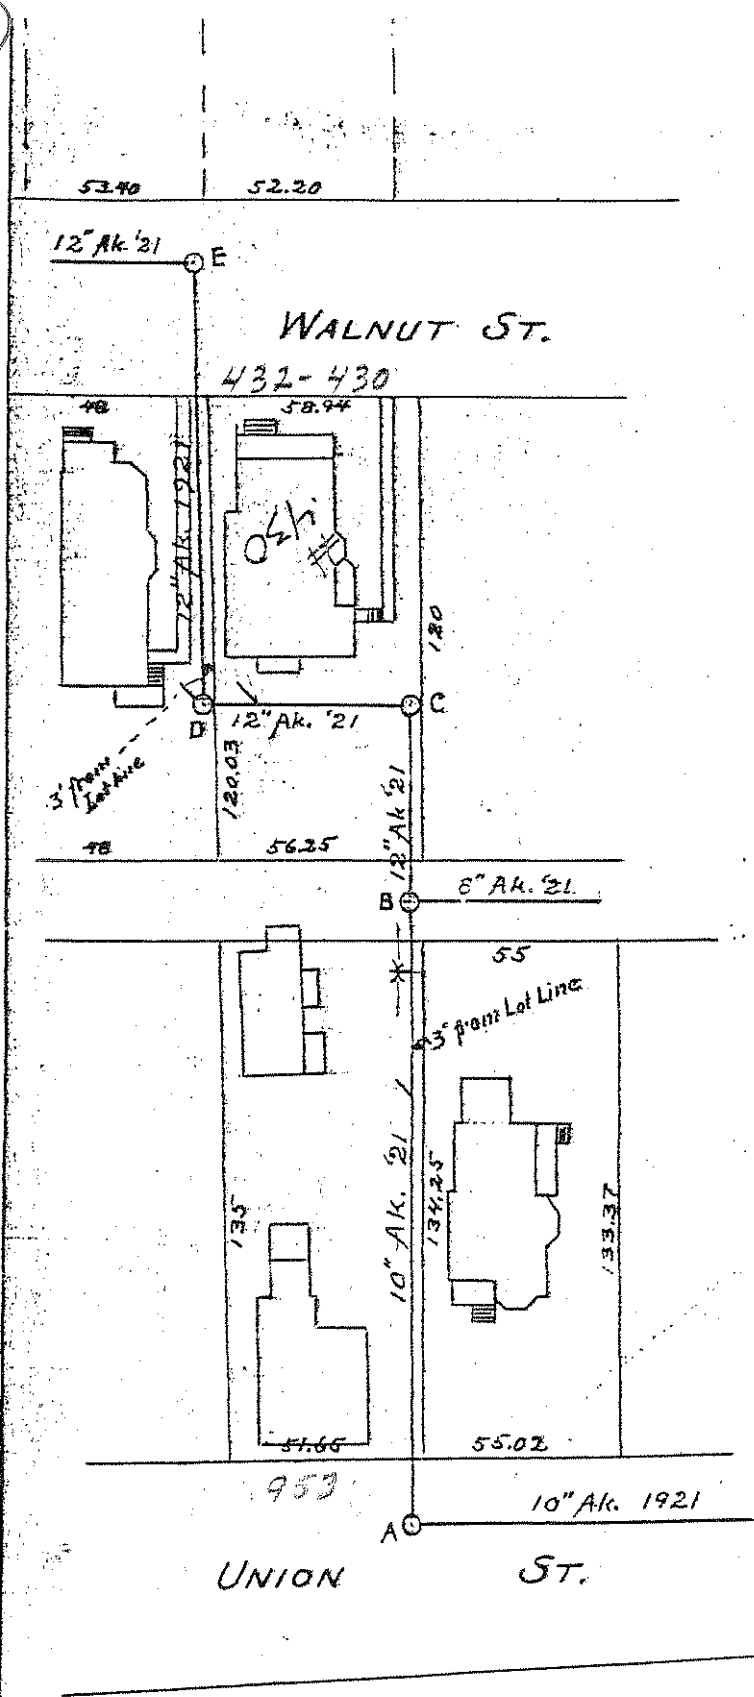 53.40
52.20
12" Ak. '21
E
WALNUT ST.
432-430
48
58.94
12" Ak. 1921
120
D
12" Ak. '21
C
3' from
Lot Line
120.03
12" Ak '21
48
56.25
B
8" Ak. '21
55
3' from Lot Line
10" AK. '21
135
134.25
133.37
51.65
55.02
953
A
10" Ak. 1921
UNION ST.